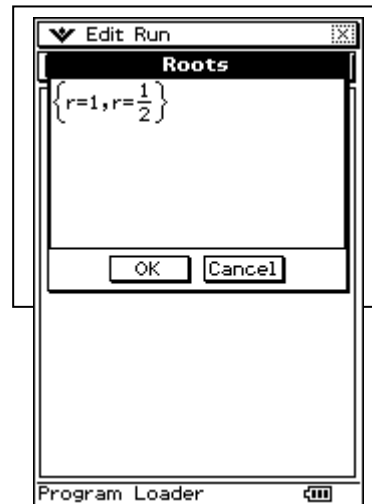 Edit Run
Roots
{r=1,r=1/2}
OK Cancel
Program Loader